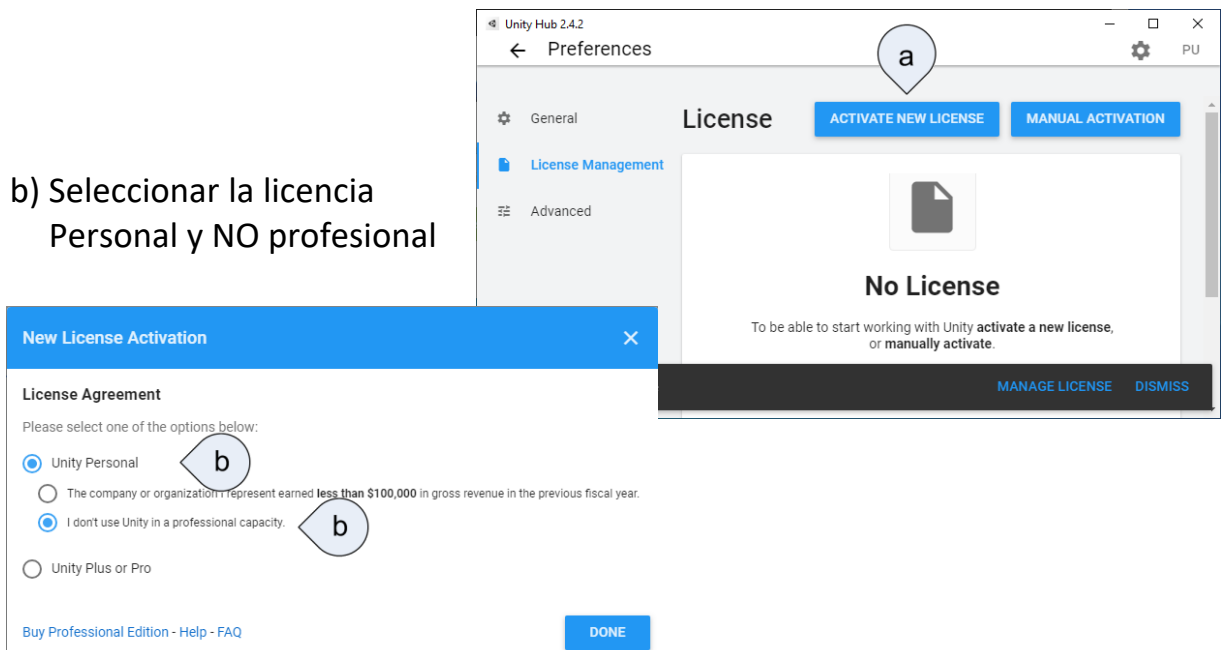 Unity Hub 2.4.2
Preferences
PU
a
General
License Management
Advanced
License
ACTIVATE NEW LICENSE
MANUAL ACTIVATION
No License
To be able to start working with Unity activate a new license,
or manually activate.
MANAGE LICENSE DISMISS
b) Seleccionar la licencia
Personal y NO profesional
New License Activation
License Agreement
Please select one of the options below:
Unity Personal
b
The company or organization I represent earned less than $100,000 in gross revenue in the previous fiscal year.
I don't use Unity in a professional capacity.
b
Unity Plus or Pro
Buy Professional Edition - Help - FAQ
DONE